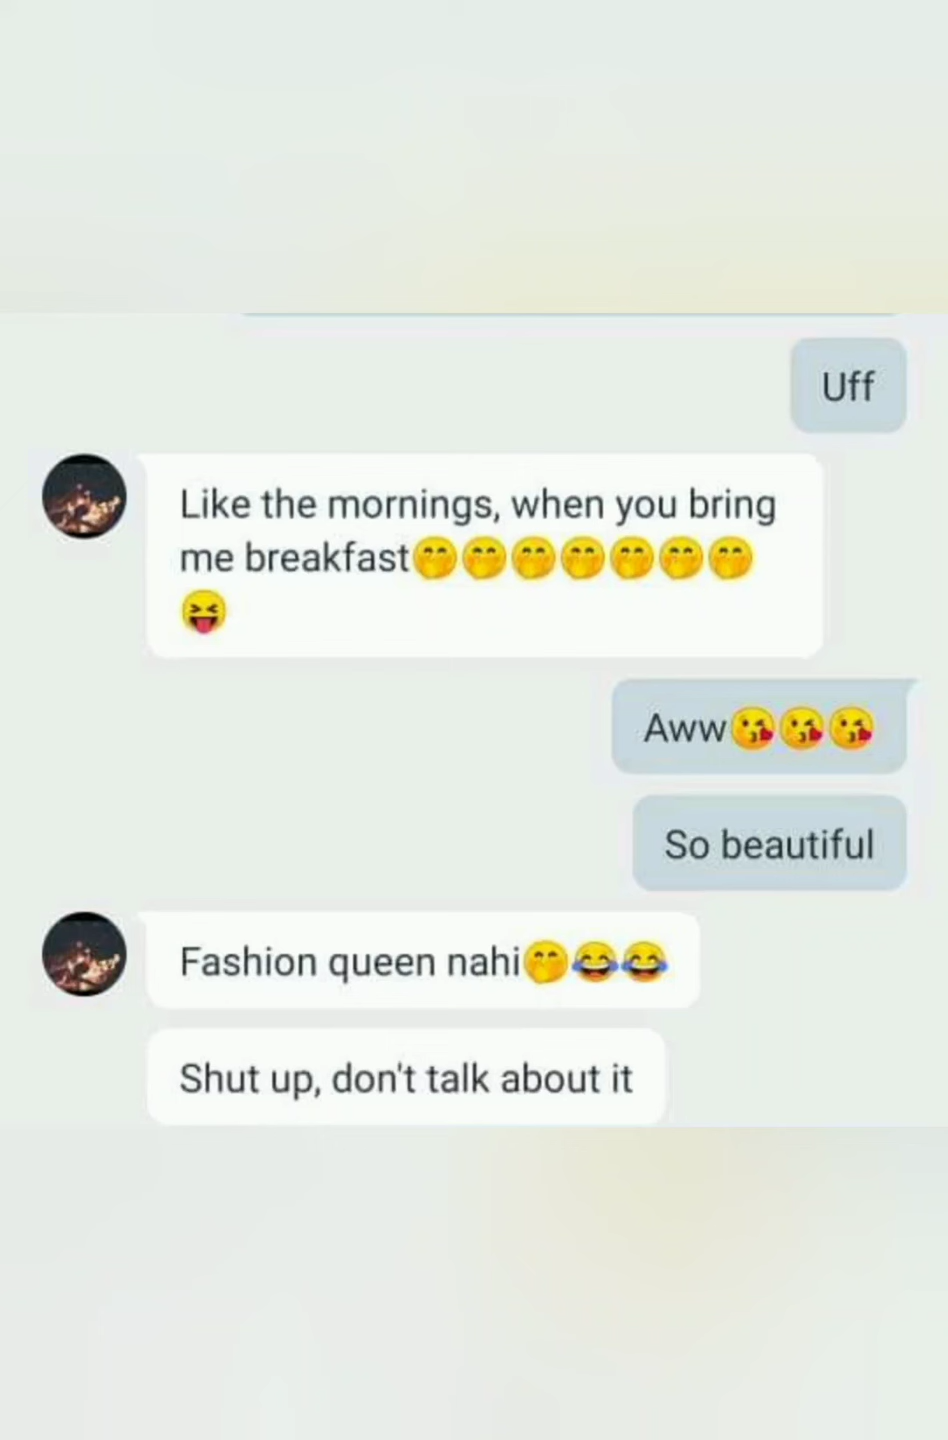 Uff
Like the mornings, when you bring
me breakfast🤭🤭🤭🤭🤭🤭🤭
😝
Aww😘😘😘
So beautiful
Fashion queen nahi🤭😂😂
Shut up, don't talk about it